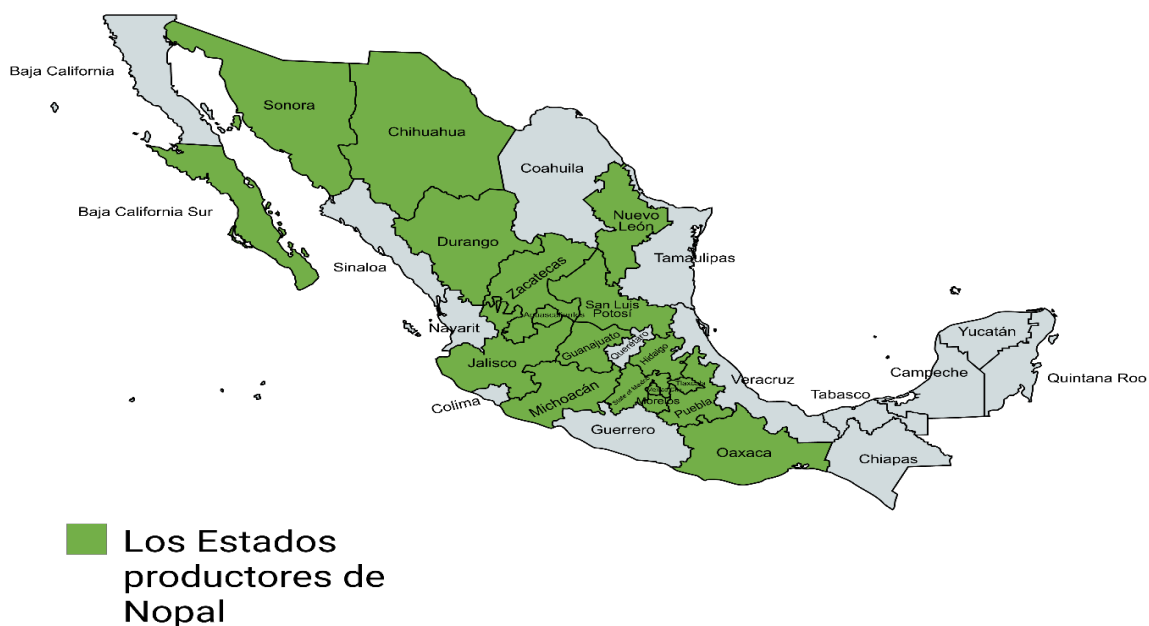 Baja California
Sonora
Chihuahua
Coahuila
Baja California Sur
Nuevo
León
Durango
Tamaulipas
Sinaloa
Zacatecas
San Luis
Potosí
Aguascalientes
Nayarit
Guanajuato
Querétaro
Hidalgo
Yucatán
Jalisco
Campeche
Quintana Roo
Veracruz
Tlaxcala
Tabasco
Colima
Michoacán
Morelos
Puebla
Guerrero
Oaxaca
Chiapas
Los Estados
productores de
Nopal